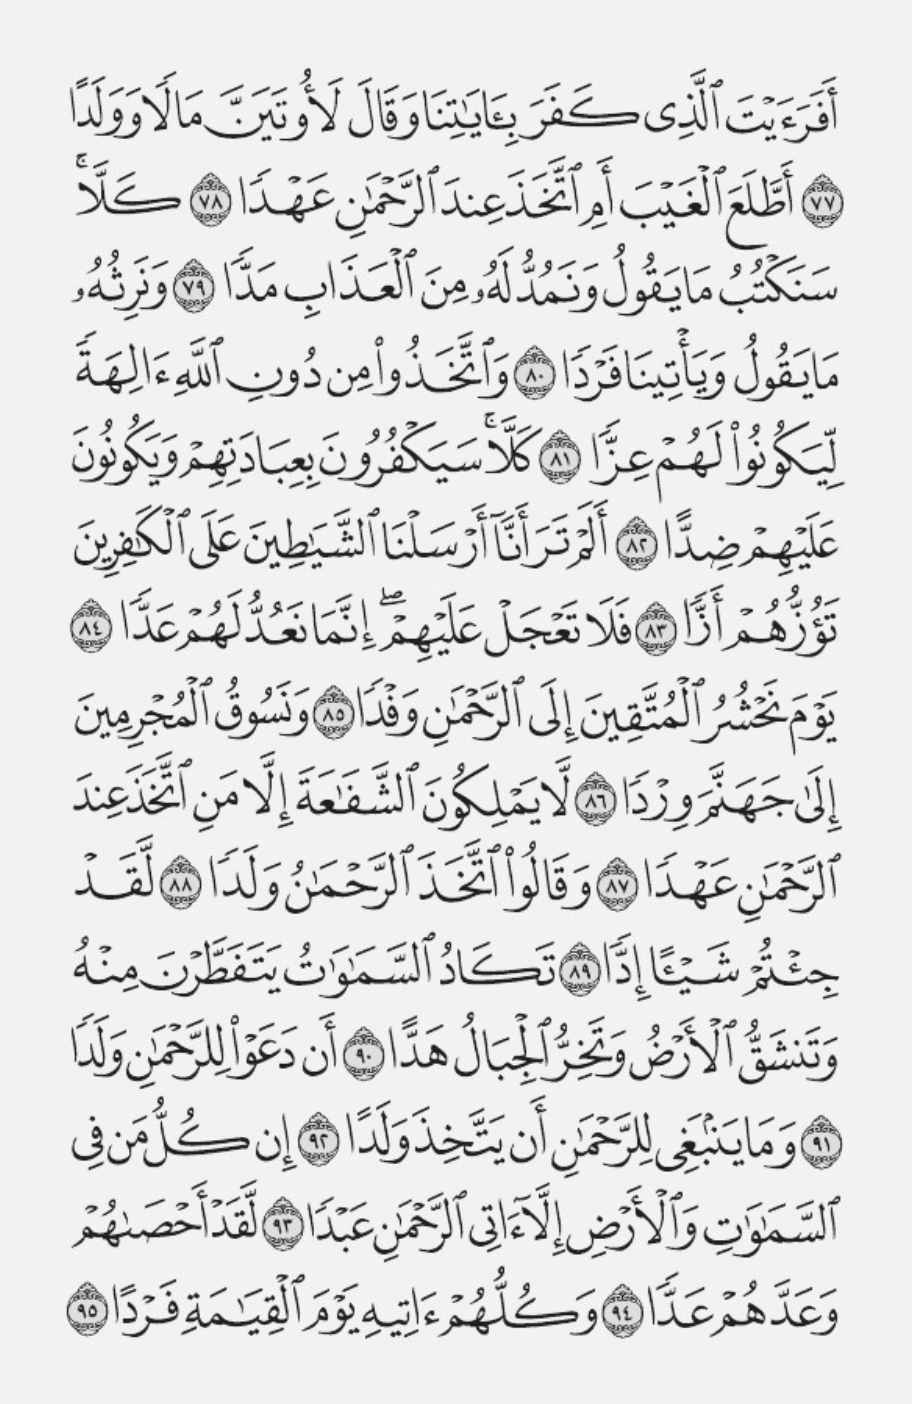 أَفَرَءَيْتَ ٱلَّذِى كَفَرَ بِـَٔايَـٰتِنَا وَقَالَ لَأُوتَيَنَّ مَالًا وَوَلَدًا
٧٧ أَطَّلَعَ ٱلْغَيْبَ أَمِ ٱتَّخَذَ عِندَ ٱلرَّحْمَـٰنِ عَهْدًا ٧٨ كَلَّا ۚ
سَنَكْتُبُ مَا يَقُولُ وَنَمُدُّ لَهُۥ مِنَ ٱلْعَذَابِ مَدًّا ٧٩ وَنَرِثُهُۥ
مَا يَقُولُ وَيَأْتِينَا فَرْدًا ٨٠ وَٱتَّخَذُوا۟ مِن دُونِ ٱللَّهِ ءَالِهَةً
لِّيَكُونُوا۟ لَهُمْ عِزًّا ٨١ كَلَّا ۚ سَيَكْفُرُونَ بِعِبَادَتِهِمْ وَيَكُونُونَ
عَلَيْهِمْ ضِدًّا ٨٢ أَلَمْ تَرَ أَنَّآ أَرْسَلْنَا ٱلشَّيَـٰطِينَ عَلَى ٱلْكَـٰفِرِينَ
تَؤُزُّهُمْ أَزًّا ٨٣ فَلَا تَعْجَلْ عَلَيْهِمْ ۖ إِنَّمَا نَعُدُّ لَهُمْ عَدًّا ٨٤
يَوْمَ نَحْشُرُ ٱلْمُتَّقِينَ إِلَى ٱلرَّحْمَـٰنِ وَفْدًا ٨٥ وَنَسُوقُ ٱلْمُجْرِمِينَ
إِلَىٰ جَهَنَّمَ وِرْدًا ٨٦ لَّا يَمْلِكُونَ ٱلشَّفَـٰعَةَ إِلَّا مَنِ ٱتَّخَذَ عِندَ
ٱلرَّحْمَـٰنِ عَهْدًا ٨٧ وَقَالُوا۟ ٱتَّخَذَ ٱلرَّحْمَـٰنُ وَلَدًا ٨٨ لَّقَدْ
جِئْتُمْ شَيْـًٔا إِدًّا ٨٩ تَكَادُ ٱلسَّمَـٰوَٰتُ يَتَفَطَّرْنَ مِنْهُ
وَتَنشَقُّ ٱلْأَرْضُ وَتَخِرُّ ٱلْجِبَالُ هَدًّا ٩٠ أَن دَعَوْا۟ لِلرَّحْمَـٰنِ وَلَدًا
٩١ وَمَا يَنۢبَغِى لِلرَّحْمَـٰنِ أَن يَتَّخِذَ وَلَدًا ٩٢ إِن كُلُّ مَن فِى
ٱلسَّمَـٰوَٰتِ وَٱلْأَرْضِ إِلَّآ ءَاتِى ٱلرَّحْمَـٰنِ عَبْدًا ٩٣ لَّقَدْ أَحْصَىٰهُمْ
وَعَدَّهُمْ عَدًّا ٩٤ وَكُلُّهُمْ ءَاتِيهِ يَوْمَ ٱلْقِيَـٰمَةِ فَرْدًا ٩٥